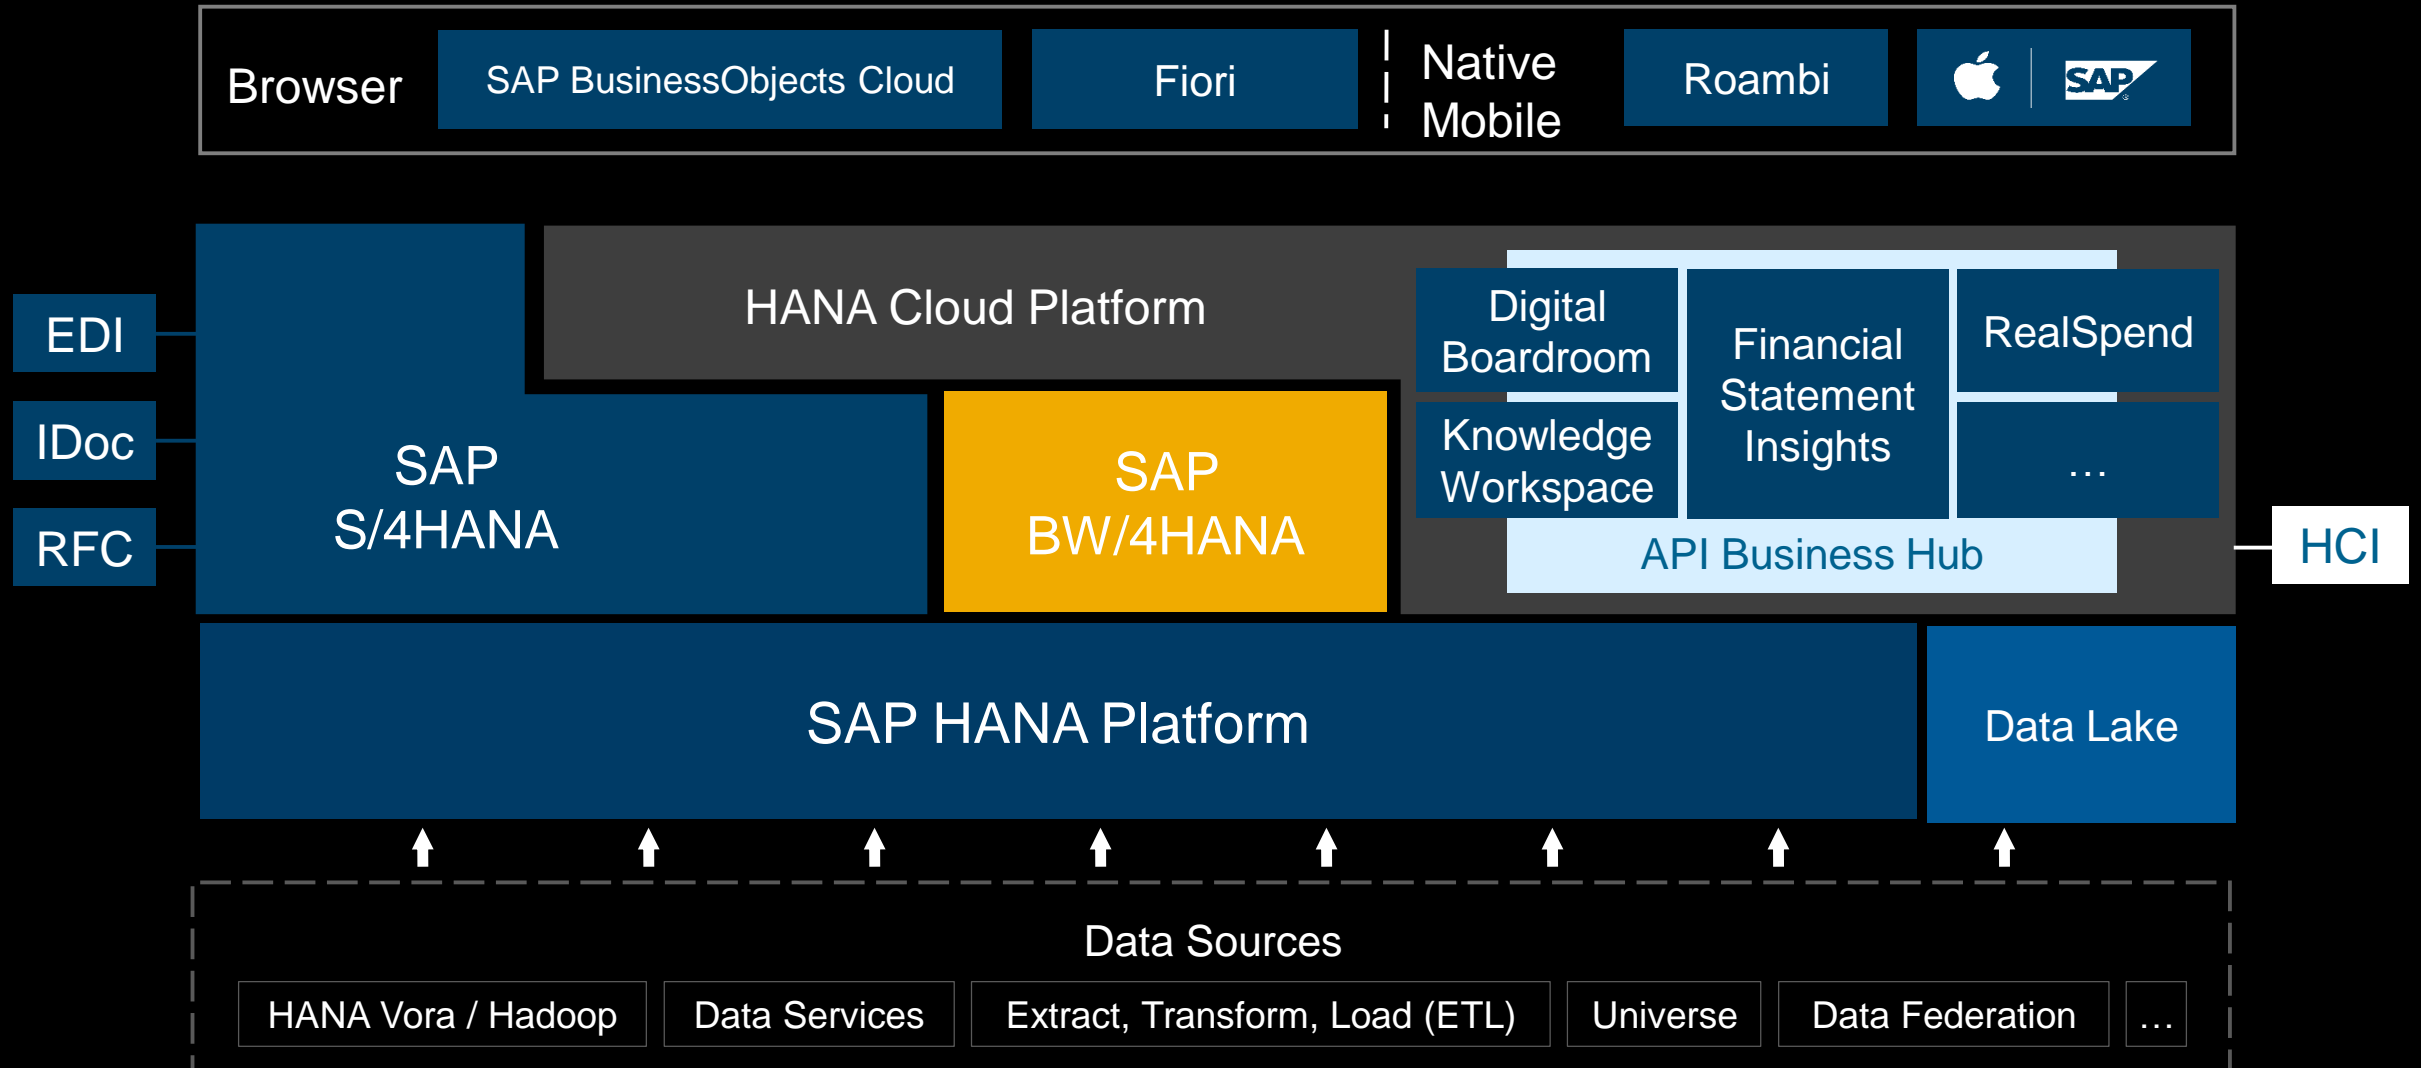 Browser
SAP BusinessObjects Cloud
Fiori
Native
Mobile
Roambi
SAP
EDI
IDoc
RFC
SAP
S/4HANA
HANA Cloud Platform
SAP
BW/4HANA
Digital
Boardroom
Knowledge
Workspace
Financial
Statement
Insights
RealSpend
...
API Business Hub
HCI
SAP HANA Platform
Data Lake
Data Sources
HANA Vora / Hadoop
Data Services
Extract, Transform, Load (ETL)
Universe
Data Federation
...